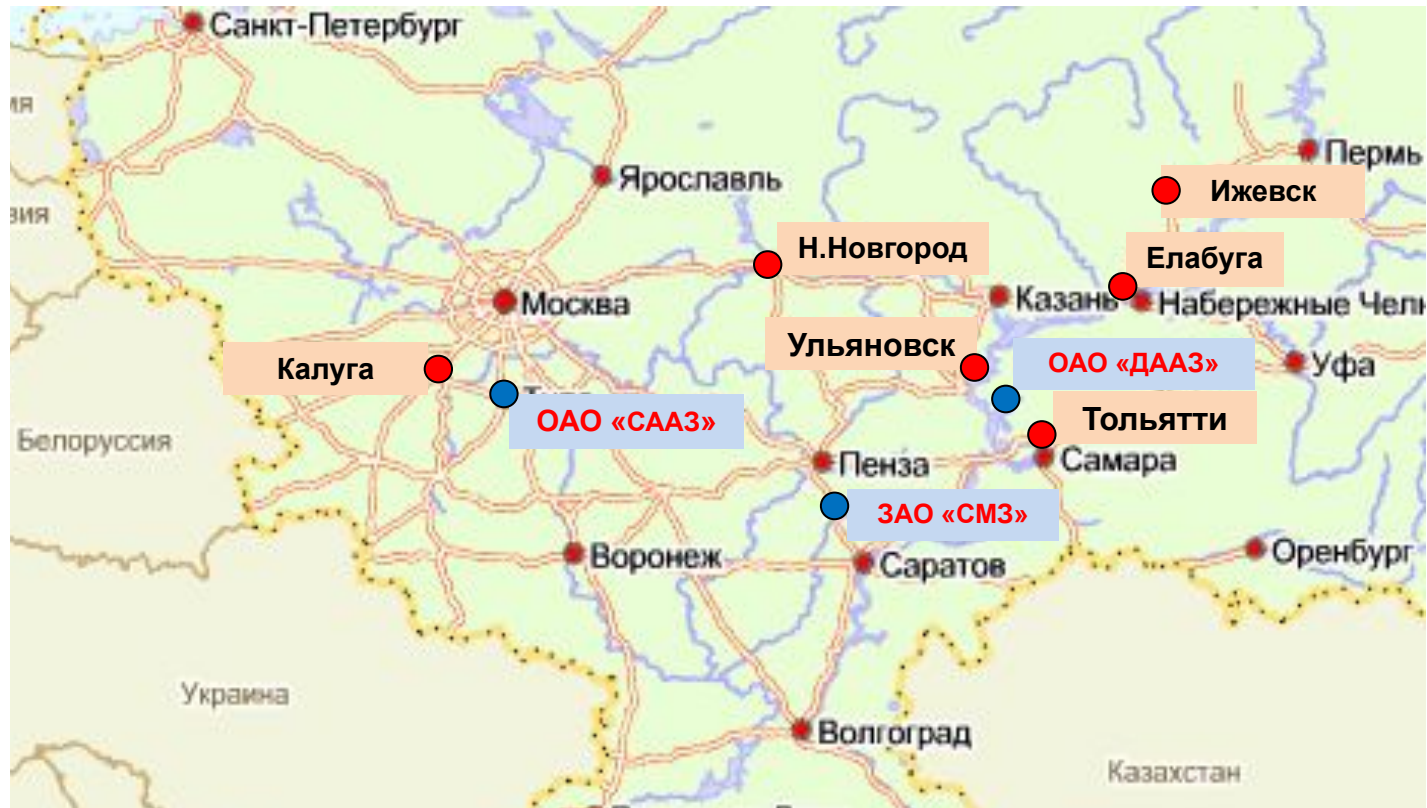 Санкт-Петербург
Пермь
Ярославль
Ижевск
Н.Новгород
Елабуга
Москва
Казань
Набережные
Ульяновск
ОАО «ДААЗ»
Уфа
Калуга
ОАО «СААЗ»
Тольятти
Белоруссия
Пенза
Самара
ЗАО «СМЗ»
Воронеж
Саратов
Оренбург
Украина
Волгоград
Казахстан